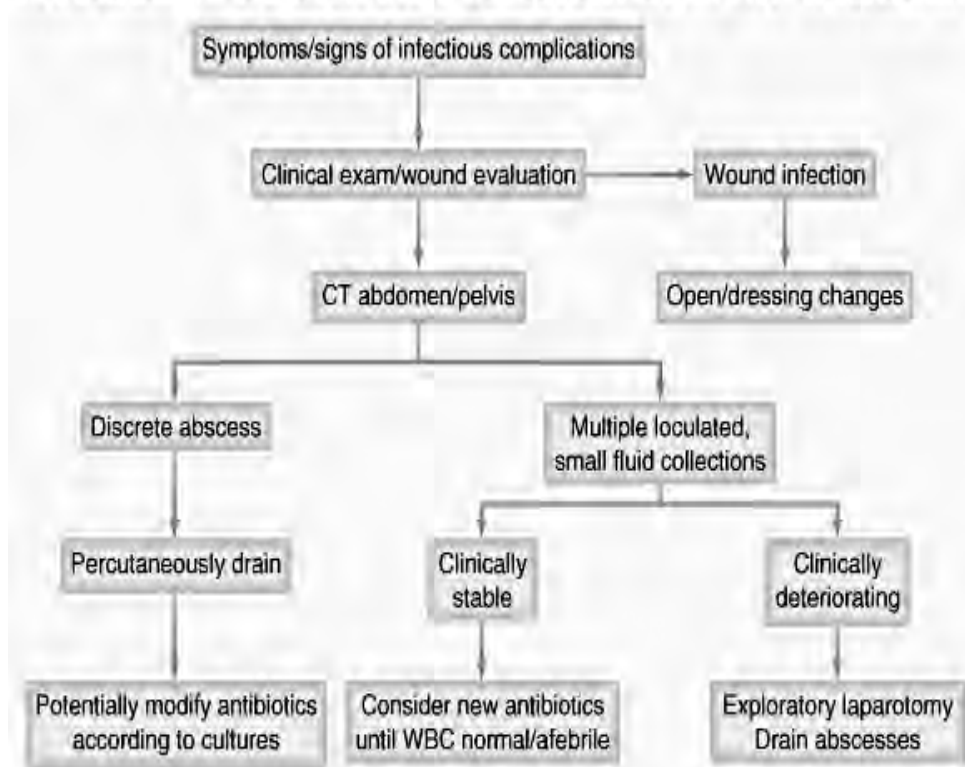 Symptoms/signs of infectious complications
Clinical exam/wound evaluation
Wound infection
CT abdomen/pelvis
Open/dressing changes
Discrete abscess
Multiple loculated,
small fluid collections
Percutaneously drain
Clinically
stable
Clinically
deteriorating
Potentially modify antibiotics
according to cultures
Consider new antibiotics
until WBC normal/afebrile
Exploratory laparotomy
Drain abscesses